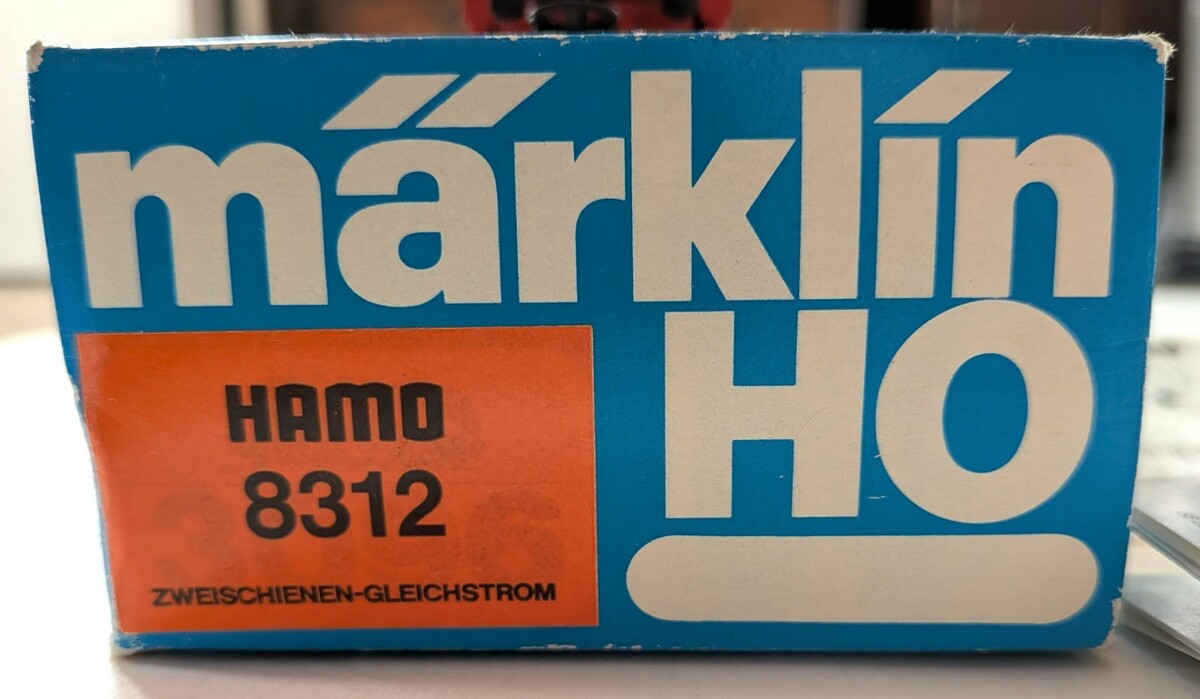 märklin
HO
HAMO
8312
ZWEISCHIENEN-GLEICHSTROM